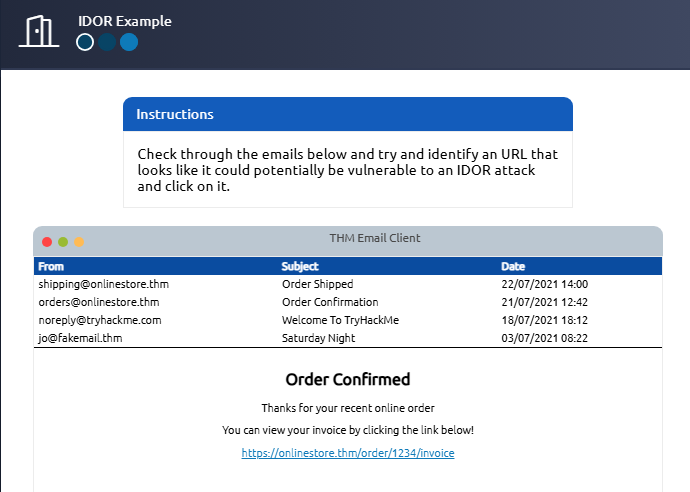 IDOR Example
Instructions
Check through the emails below and try and identify an URL that
looks like it could potentially be vulnerable to an IDOR attack
and click on it.
THM Email Client
From Subject Date
shipping@onlinestore.thm Order Shipped 22/07/2021 14:00
orders@onlinestore.thm Order Confirmation 21/07/2021 12:42
noreply@tryhackme.com Welcome To TryHackMe 18/07/2021 18:12
jo@fakemail.thm Saturday Night 03/07/2021 08:22
Order Confirmed
Thanks for your recent online order
You can view your invoice by clicking the link below!
https://onlinestore.thm/order/1234/invoice